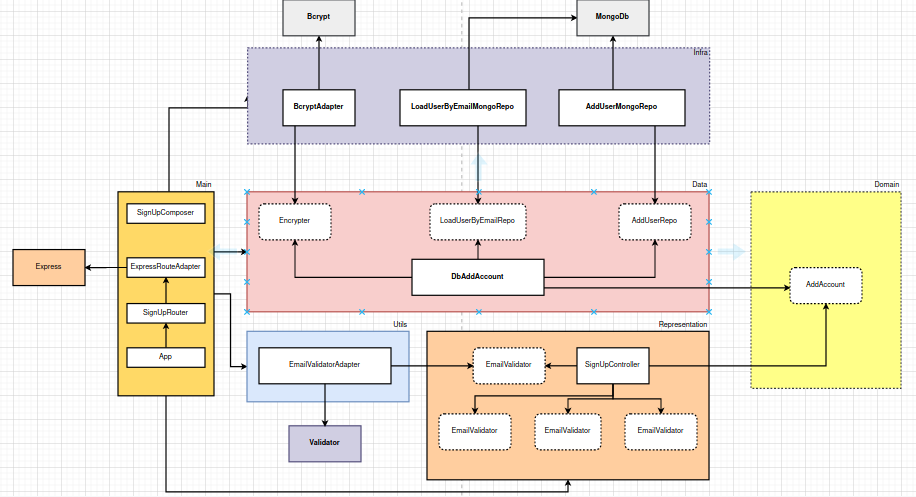 Bcrypt
MongoDb
Infra
BcryptAdapter
LoadUserByEmailMongoRepo
AddUserMongoRepo
Main
Data
Domain
SignUpComposer
Encrypter
LoadUserByEmailRepo
AddUserRepo
Express
ExpressRouteAdapter
DbAddAccount
AddAccount
SignUpRouter
Utils
Representation
App
EmailValidatorAdapter
EmailValidator
SignUpController
EmailValidator
EmailValidator
EmailValidator
Validator